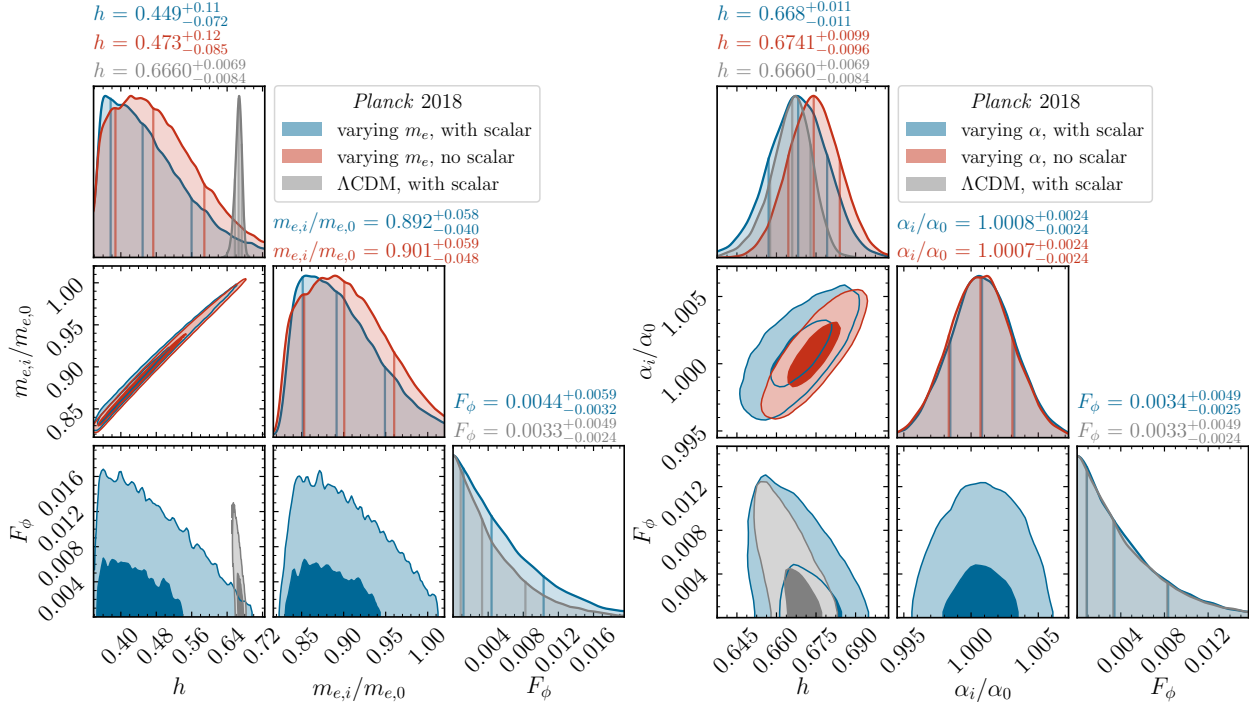 h = 0.449^{+0.11}_{-0.072}
h = 0.473^{+0.12}_{-0.085}
h = 0.6660^{+0.0069}_{-0.0084}
Planck 2018
varying m_e, with scalar
varying m_e, no scalar
ΛCDM, with scalar
m_{e,i}/m_{e,0} = 0.892^{+0.058}_{-0.040}
m_{e,i}/m_{e,0} = 0.901^{+0.059}_{-0.048}
m_{e,i}/m_{e,0}
1.00
0.95
0.90
0.85
F_ϕ = 0.0044^{+0.0059}_{-0.0032}
F_ϕ = 0.0033^{+0.0049}_{-0.0024}
F_ϕ
0.016
0.012
0.008
0.004
0.40 0.48 0.56 0.64 0.72
0.85 0.90 0.95 1.00
0.004 0.008 0.012 0.016
h
m_{e,i}/m_{e,0}
F_ϕ
h = 0.668^{+0.011}_{-0.011}
h = 0.6741^{+0.0099}_{-0.0096}
h = 0.6660^{+0.0069}_{-0.0084}
Planck 2018
varying α, with scalar
varying α, no scalar
ΛCDM, with scalar
α_i/α_0 = 1.0008^{+0.0024}_{-0.0024}
α_i/α_0 = 1.0007^{+0.0024}_{-0.0024}
α_i/α_0
1.005
1.000
0.995
F_ϕ = 0.0034^{+0.0049}_{-0.0025}
F_ϕ = 0.0033^{+0.0049}_{-0.0024}
F_ϕ
0.012
0.008
0.004
0.645 0.660 0.675 0.690
0.995 1.000 1.005
0.004 0.008 0.012
h
α_i/α_0
F_ϕ